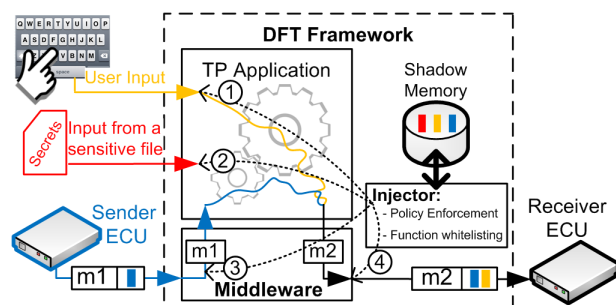 Q W E R T Y U I O P
A S D F G H J K L
V B N M
space
DFT Framework
User Input
TP Application
1
Shadow
Memory
Secrets
Input from a
sensitive file
2
Injector:
- Policy Enforcement
- Function whitelisting
Sender
ECU
Receiver
ECU
m1
m2
3
4
m1
m2
Middleware